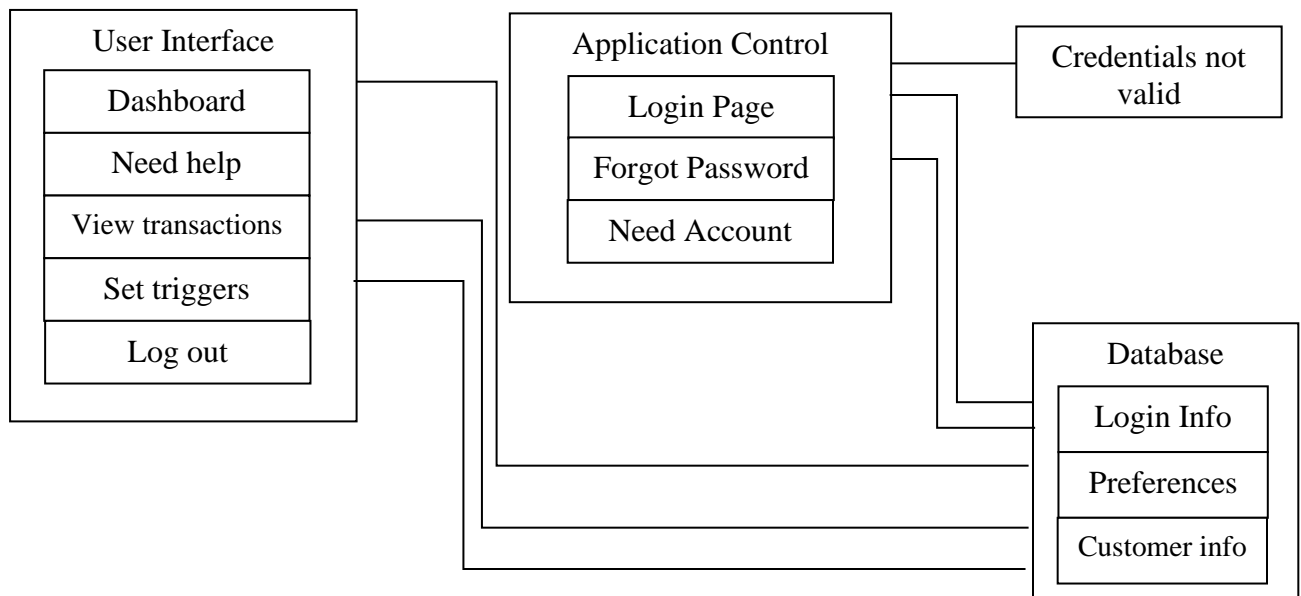 User Interface
Dashboard
Need help
View transactions
Set triggers
Log out
Application Control
Login Page
Forgot Password
Need Account
Credentials not
valid
Database
Login Info
Preferences
Customer info